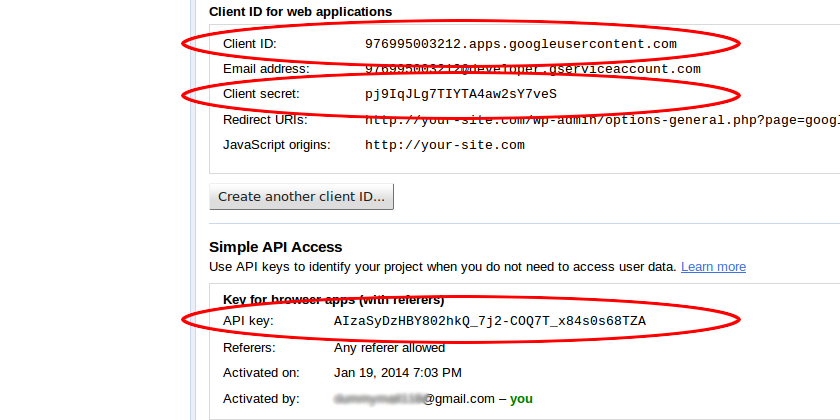 Client ID for web applications
Client ID: 976995003212.apps.googleusercontent.com
Email address: 976995003212@developer.gserviceaccount.com
Client secret: pj9IqJLg7TIYTA4aw2sY7veS
Redirect URIs: http://your-site.com/wp-admin/options-general.php?page=googl
JavaScript origins: http://your-site.com
Create another client ID...
Simple API Access
Use API keys to identify your project when you do not need to access user data. Learn more
Key for browser apps (with referers)
API key: AIzaSyDzHBY802hkQ_7j2-COQ7T_x84s0s68TZA
Referers: Any referer allowed
Activated on: Jan 19, 2014 7:03 PM
Activated by: @gmail.com – you